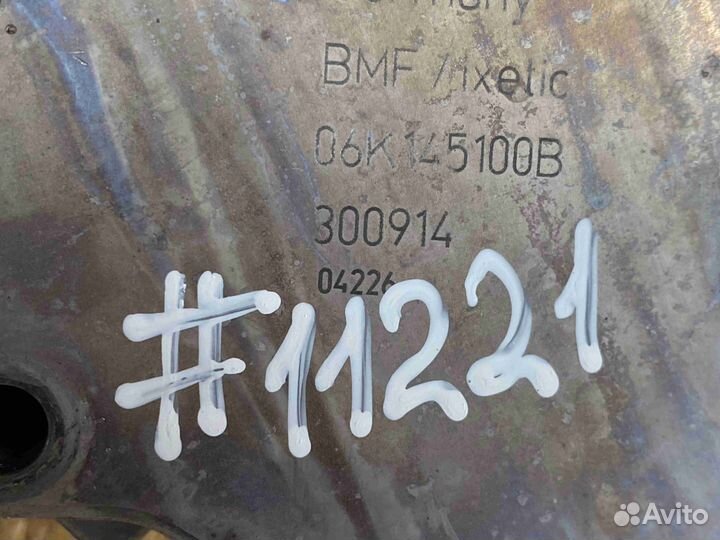 BMF /ixetic
06K145100B
300914
04226
#11221
Avito